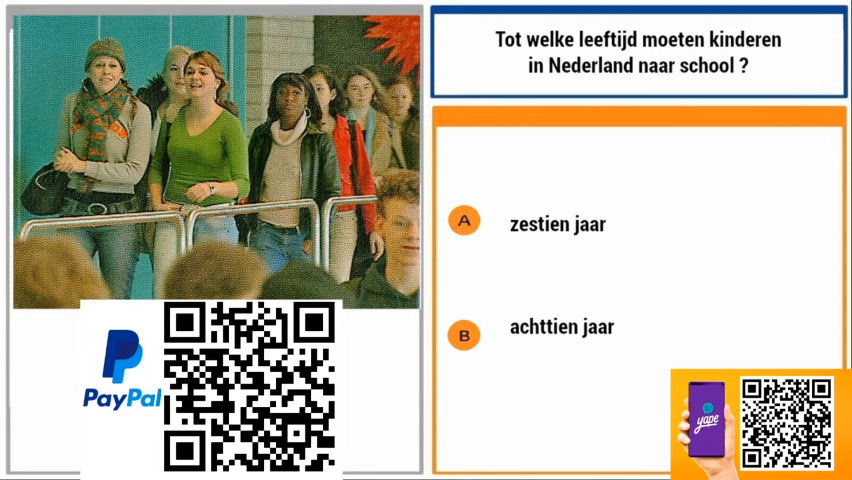 Tot welke leeftijd moeten kinderen
in Nederland naar school ?
A
zestien jaar
B
achttien jaar
PayPal
yape